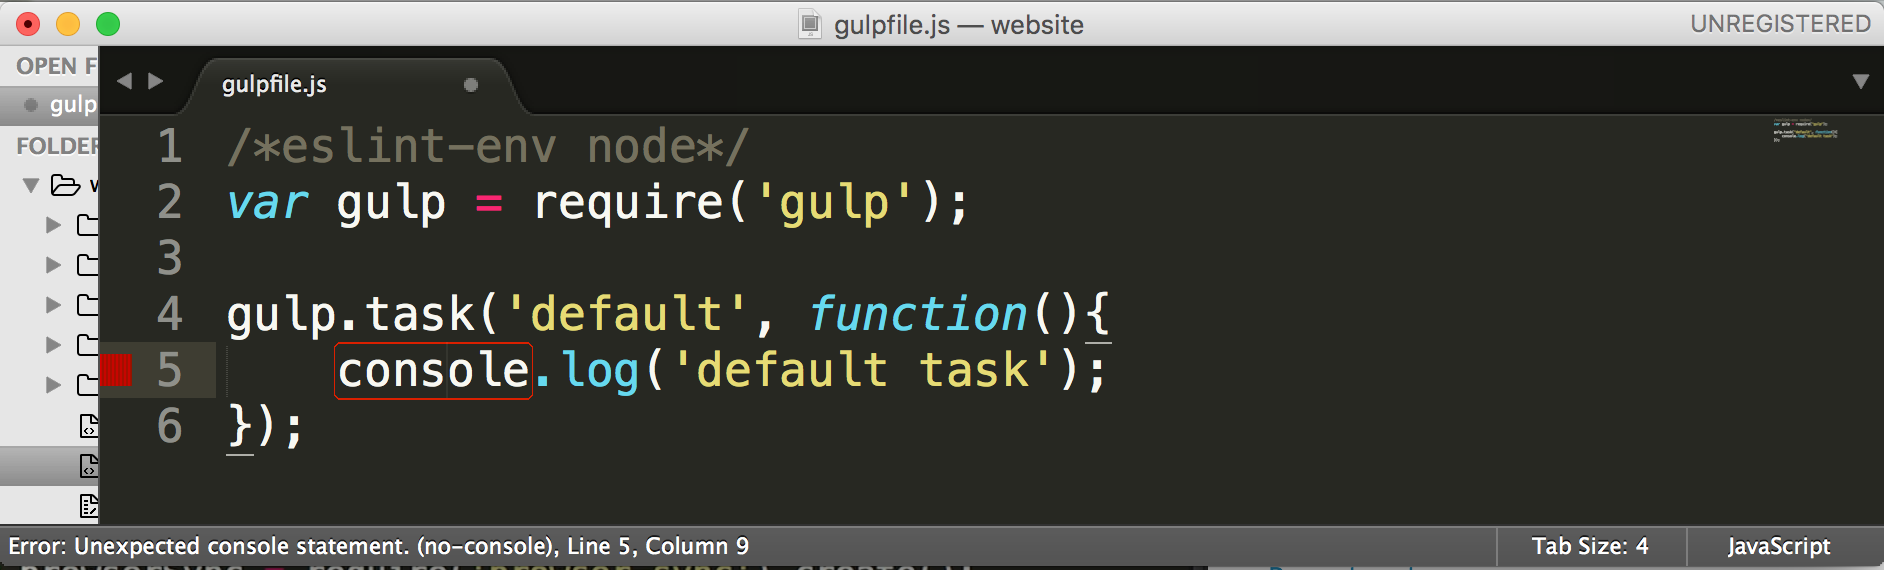 gulpfile.js — website
UNREGISTERED
OPEN F
gulp
FOLDER
gulpfile.js
1 /*eslint-env node*/
2 var gulp = require('gulp');
3
4 gulp.task('default', function(){
5 console.log('default task');
6 });
Error: Unexpected console statement. (no-console), Line 5, Column 9
Tab Size: 4
JavaScript